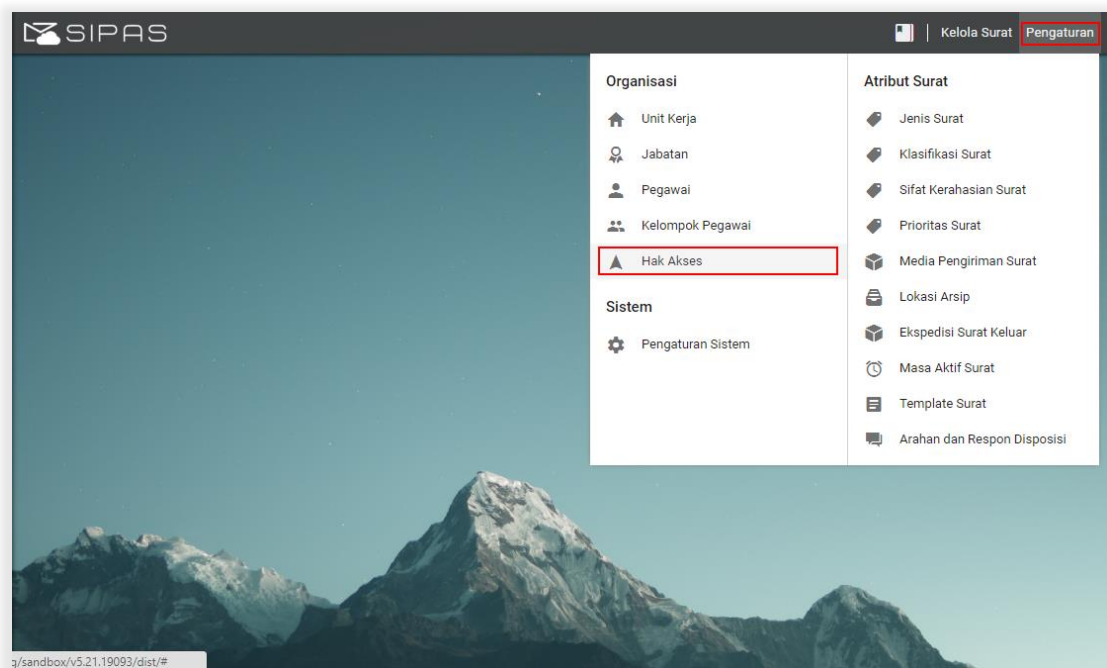 SIPAS
Kelola Surat
Pengaturan
Organisasi
Unit Kerja
Jabatan
Pegawai
Kelompok Pegawai
Hak Akses
Sistem
Pengaturan Sistem
Atribut Surat
Jenis Surat
Klasifikasi Surat
Sifat Kerahasian Surat
Prioritas Surat
Media Pengiriman Surat
Lokasi Arsip
Ekspedisi Surat Keluar
Masa Aktif Surat
Template Surat
Arahan dan Respon Disposisi
g/sandbox/v5.21.19093/dist/#